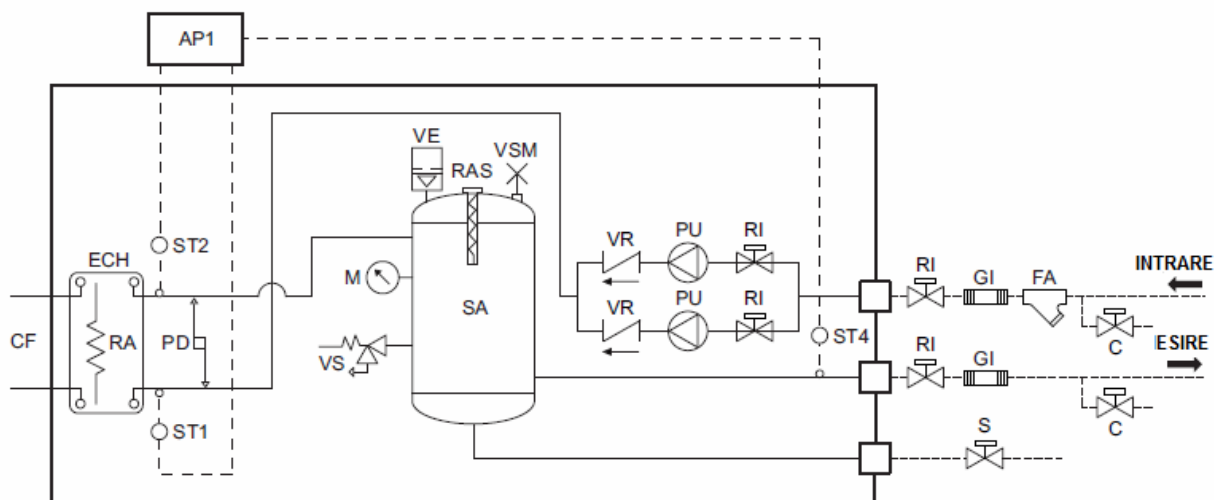 AP1
VE
VSM
RAS
ST2
VR
PU
RI
ECH
RI
GI
FA
INTRARE
M
SA
CF
RA
PD
VR
PU
RI
ST4
C
VS
RI
GI
IESIRE
ST1
S
C